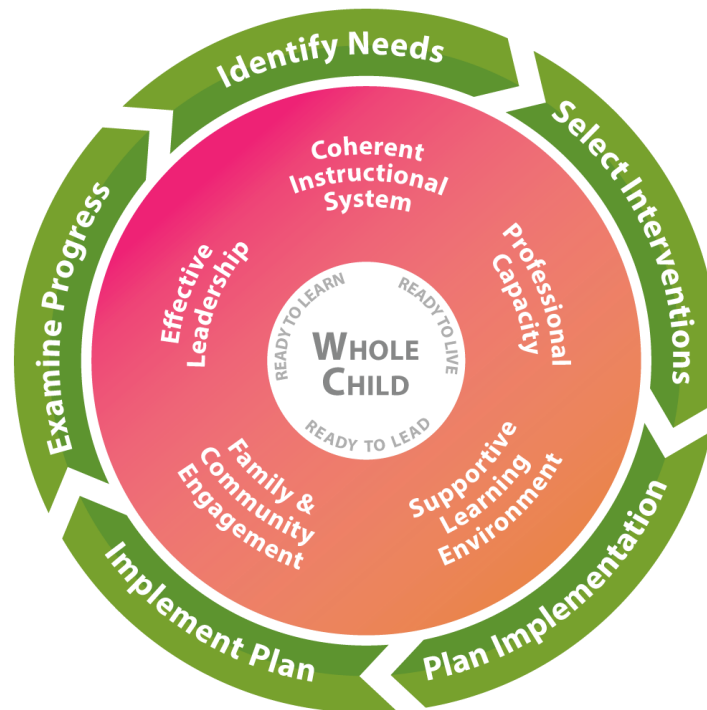 Identify Needs
Select Interventions
Plan Implementation
Implement Plan
Examine Progress
Coherent
Instructional
System
Professional
Capacity
Supportive
Learning
Environment
Family &
Community
Engagement
Effective
Leadership
READY TO LEARN
READY TO LIVE
READY TO LEAD
WHOLE
CHILD